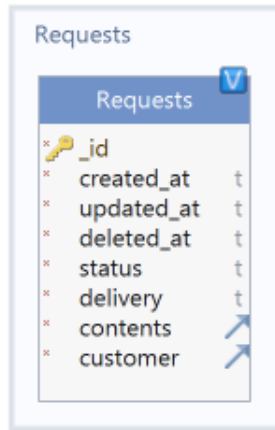 Requests
V
Requests
* _id
* created_at t
* updated_at t
* deleted_at t
* status t
* delivery t
* contents
* customer